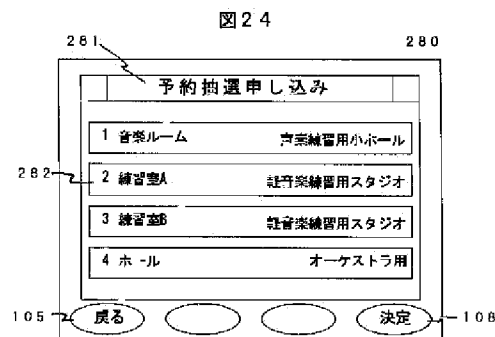 図24
281
280
予約抽選申し込み
1 音楽ルーム 音楽練習用小ホール
282
2 練習室A 軽音楽練習用スタジオ
3 練習室B 軽音楽練習用スタジオ
4 ホール オーケストラ用
105 戻る 決定 108